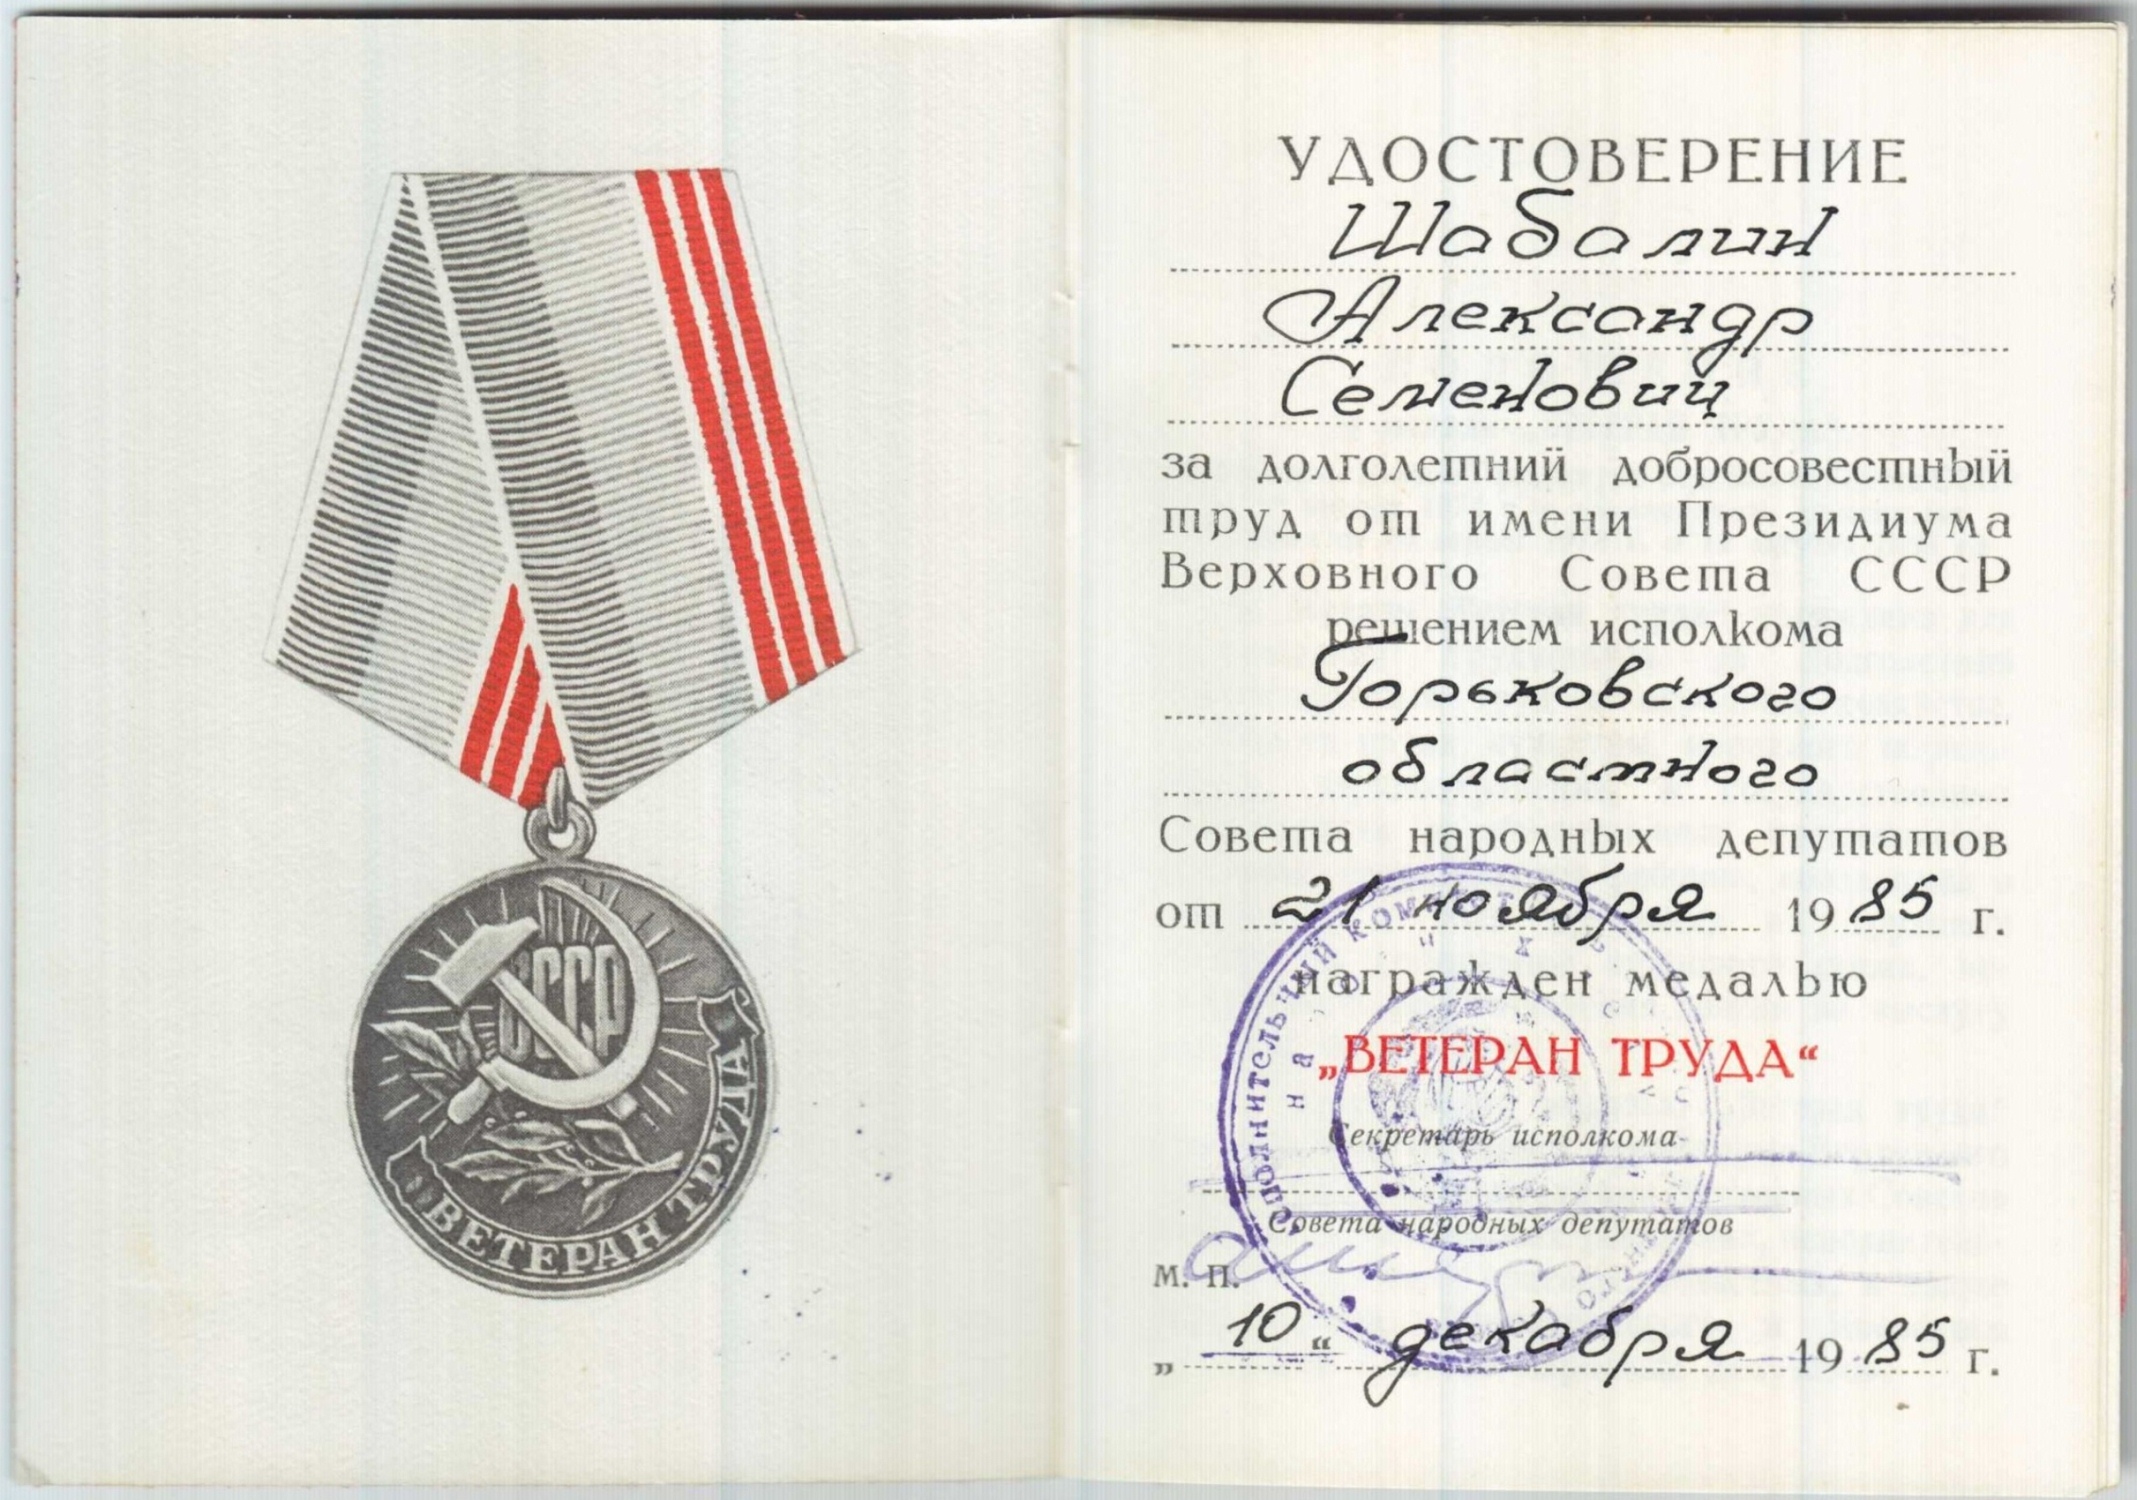 СССР
ВЕТЕРАН ТРУДА
УДОСТОВЕРЕНИЕ
Шабалин
Александр
Семенович
за долголетний добросовестный
труд от имени Президиума
Верховного Совета СССР
решением исполкома
Горьковского
областного
Совета народных депутатов
от 21 ноября 1985 г.
награжден медалью
„ВЕТЕРАН ТРУДА“
Секретарь исполкома
Совета народных депутатов
М. П.
„10“ декабря 1985 г.
ИСПОЛНИТЕЛЬНЫЙ КОМИТЕТ